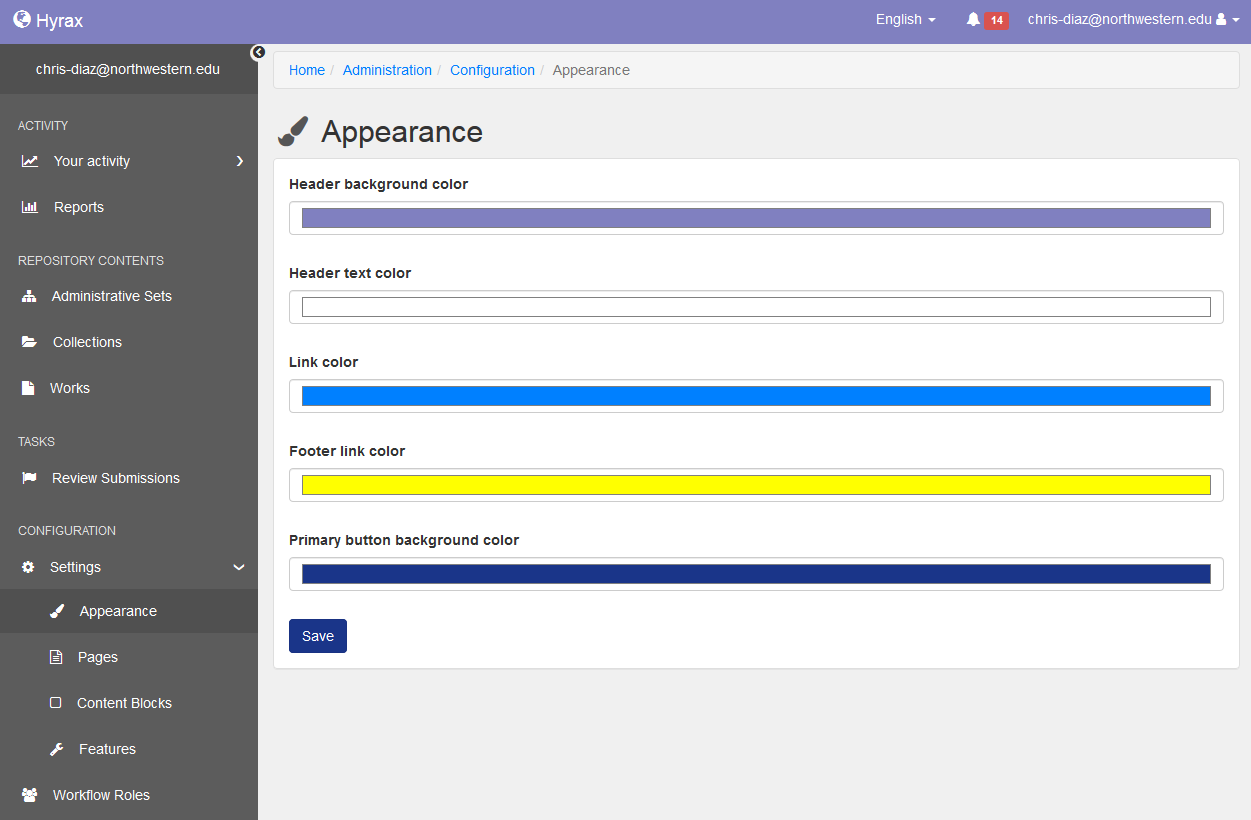 Hyrax English 14 chris-diaz@northwestern.edu
chris-diaz@northwestern.edu
Home / Administration / Configuration / Appearance
ACTIVITY
Your activity
Reports
REPOSITORY CONTENTS
Administrative Sets
Collections
Works
TASKS
Review Submissions
CONFIGURATION
Settings
Appearance
Pages
Content Blocks
Features
Workflow Roles
Appearance
Header background color
Header text color
Link color
Footer link color
Primary button background color
Save